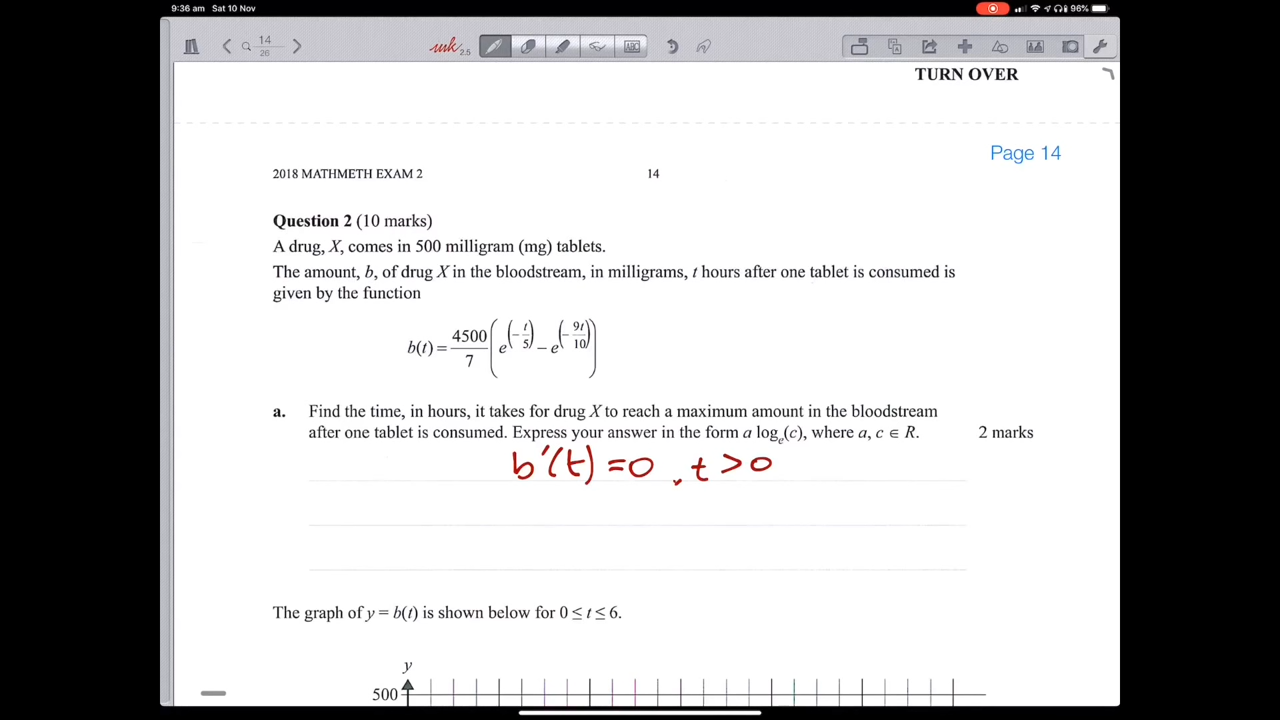 9:36 am Sat 10 Nov
96%
14
26
2.5
ABC
TURN OVER
Page 14
2018 MATHMETH EXAM 2
14
Question 2 (10 marks)
A drug, X, comes in 500 milligram (mg) tablets.
The amount, b, of drug X in the bloodstream, in milligrams, t hours after one tablet is consumed is
given by the function
b(t) = 4500/7 (e^(−t/5) − e^(−9t/10))
a. Find the time, in hours, it takes for drug X to reach a maximum amount in the bloodstream
after one tablet is consumed. Express your answer in the form a logₑ(c), where a, c ∈ R. 2 marks
b'(t) = 0 , t > 0
The graph of y = b(t) is shown below for 0 ≤ t ≤ 6.
y
500